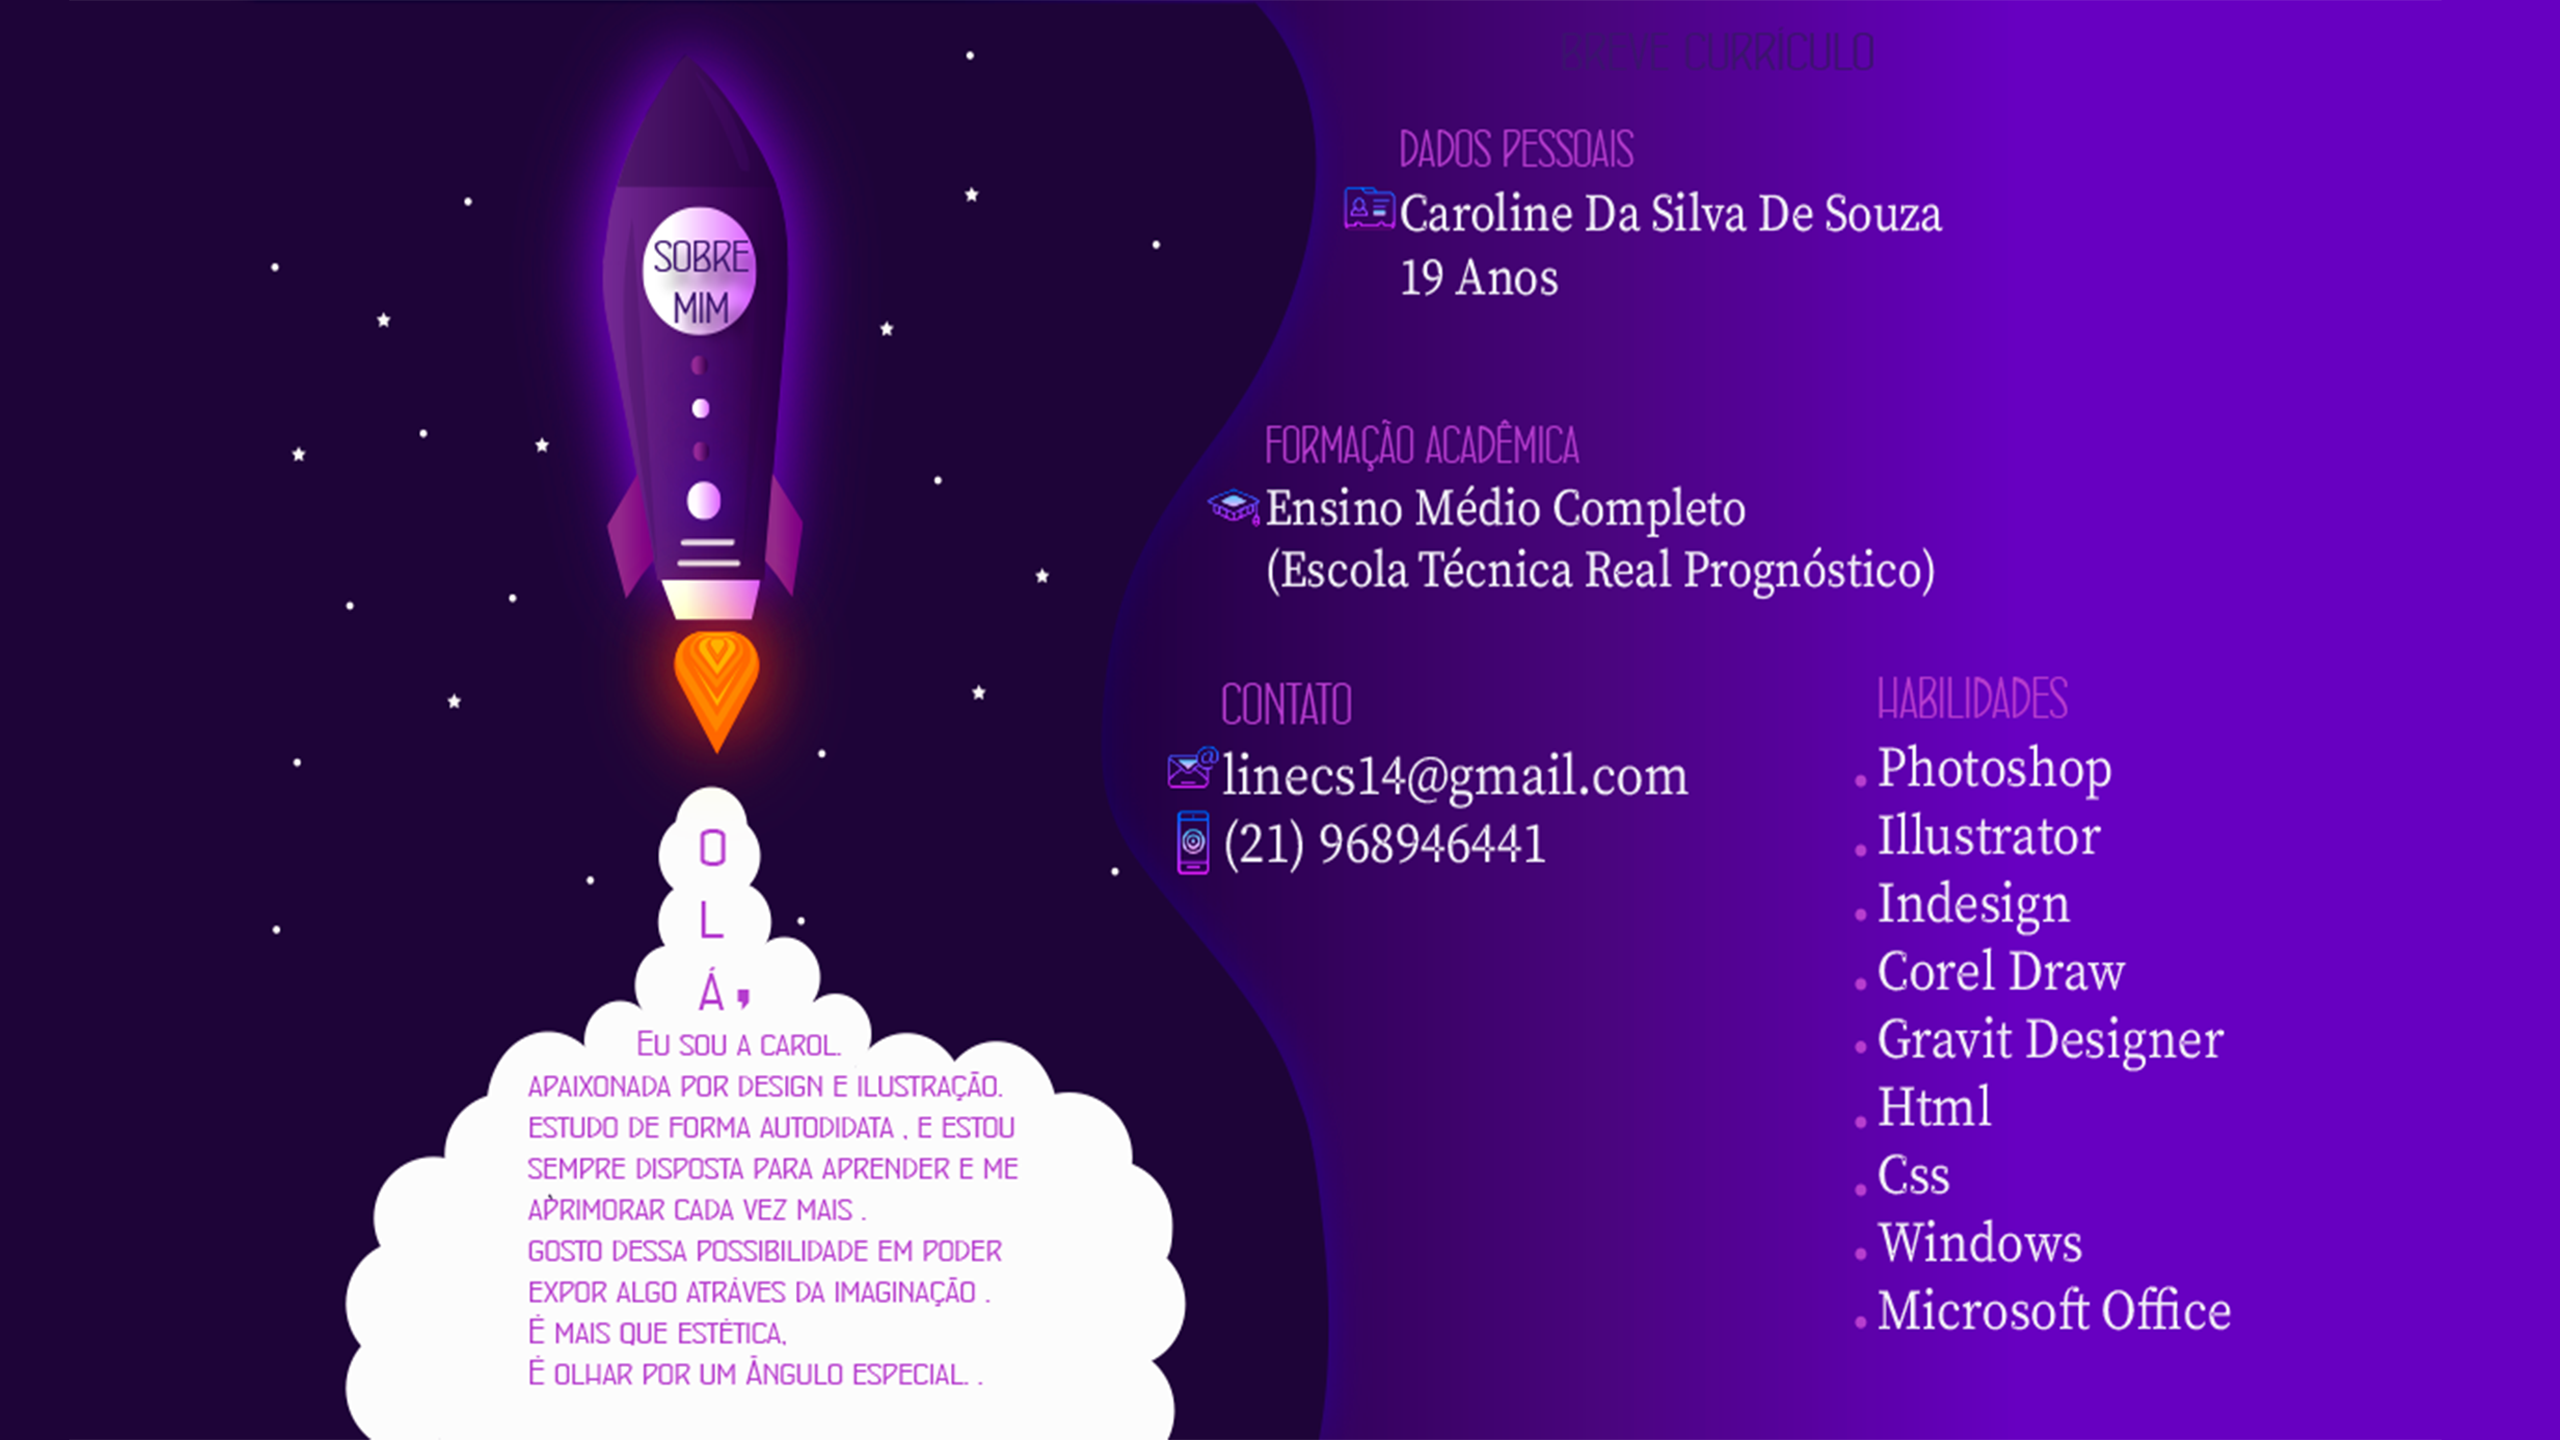 SOBRE
MIM
O
L
Á,
EU SOU A CAROL.
APAIXONADA POR DESIGN E ILUSTRAÇÃO.
ESTUDO DE FORMA AUTODIDATA , E ESTOU
SEMPRE DISPOSTA PARA APRENDER E ME
APRIMORAR CADA VEZ MAIS .
GOSTO DESSA POSSIBILIDADE EM PODER
EXPOR ALGO ATRÁVES DA IMAGINAÇÃO .
É MAIS QUE ESTÉTICA,
É OLHAR POR UM ÂNGULO ESPECIAL. .
BREVE CURRÍCULO
DADOS PESSOAIS
Caroline Da Silva De Souza
19 Anos
FORMAÇÃO ACADÊMICA
Ensino Médio Completo
(Escola Técnica Real Prognóstico)
CONTATO
linecs14@gmail.com
(21) 968946441
HABILIDADES
. Photoshop
. Illustrator
. Indesign
. Corel Draw
. Gravit Designer
. Html
. Css
. Windows
. Microsoft Office